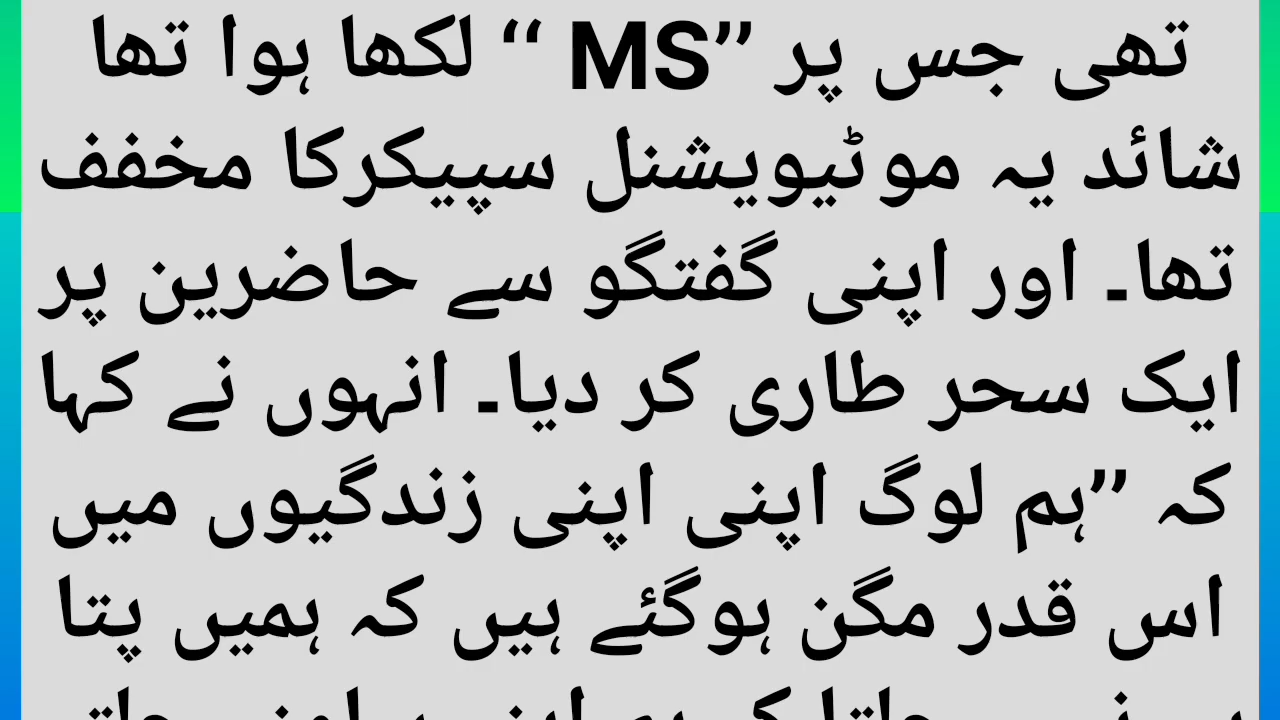 تھی جس پر ’’MS ‘‘ لکھا ہوا تھا
شائد یہ موٹیویشنل سپیکرکا مخفف
تھا۔ اور اپنی گفتگو سے حاضرین پر
ایک سحر طاری کر دیا۔ انہوں نے کہا
کہ ’’ہم لوگ اپنی اپنی زندگیوں میں
اس قدر مگن ہوگئے ہیں کہ ہمیں پتا